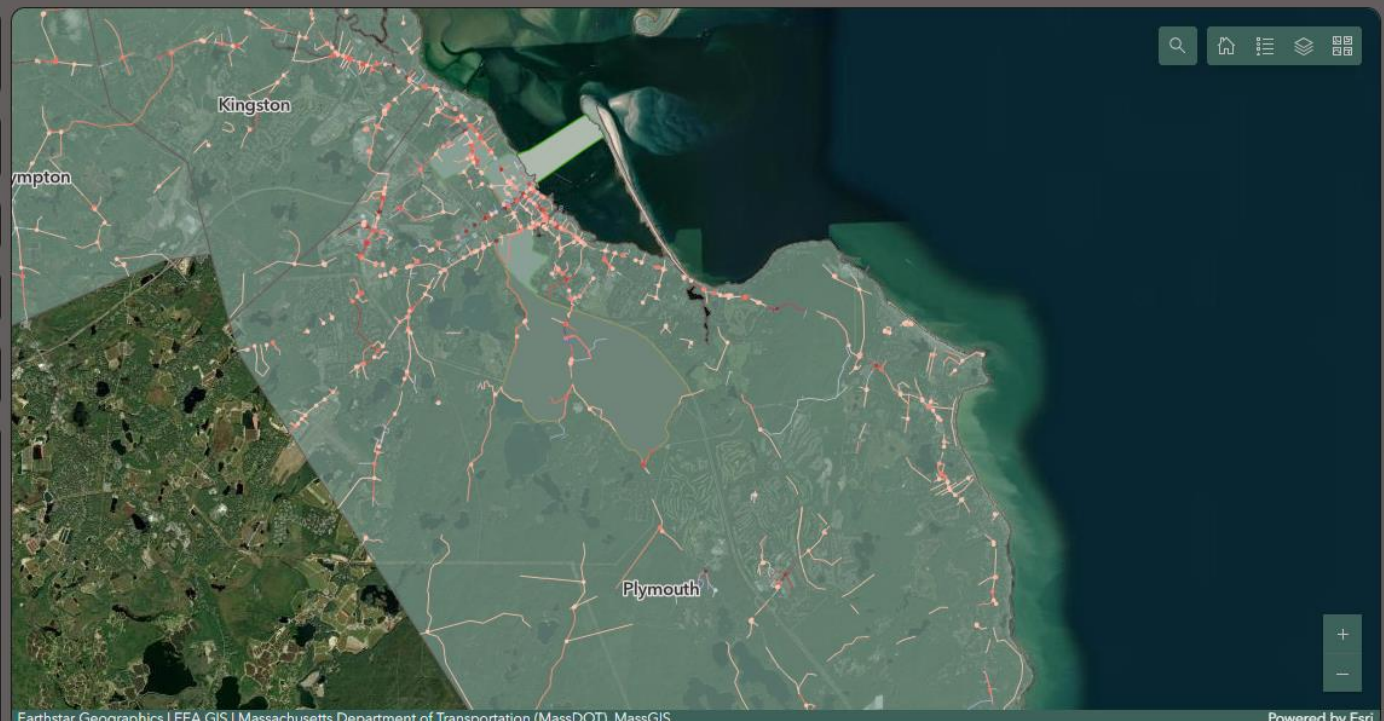 Kingston
ympton
Plymouth
Earthstar Geographics | EEA GIS | Massachusetts Department of Transportation (MassDOT), MassGIS
Powered by Esri